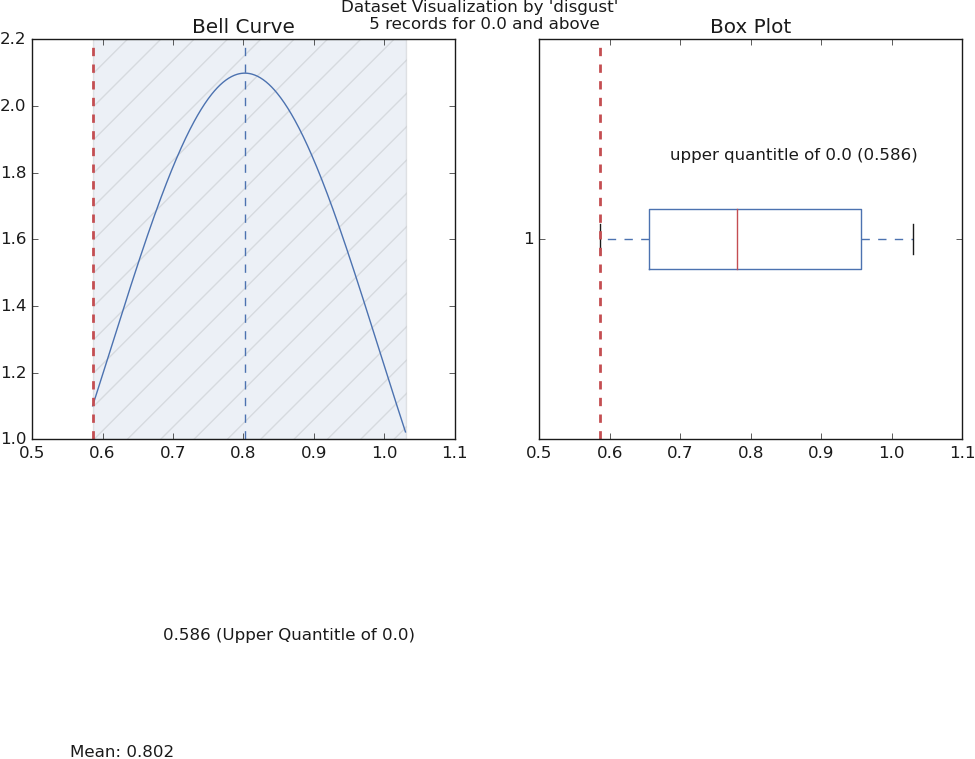 Dataset Visualization by 'disgust'
5 records for 0.0 and above
Bell Curve
2.2
2.0
1.8
1.6
1.4
1.2
1.0
0.5 0.6 0.7 0.8 0.9 1.0 1.1
Box Plot
upper quantitle of 0.0 (0.586)
1
0.5 0.6 0.7 0.8 0.9 1.0 1.1
0.586 (Upper Quantitle of 0.0)
Mean: 0.802